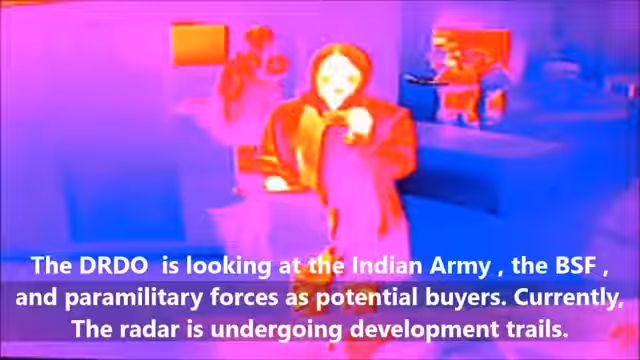 The DRDO is looking at the Indian Army , the BSF ,
and paramilitary forces as potential buyers. Currently,
The radar is undergoing development trails.